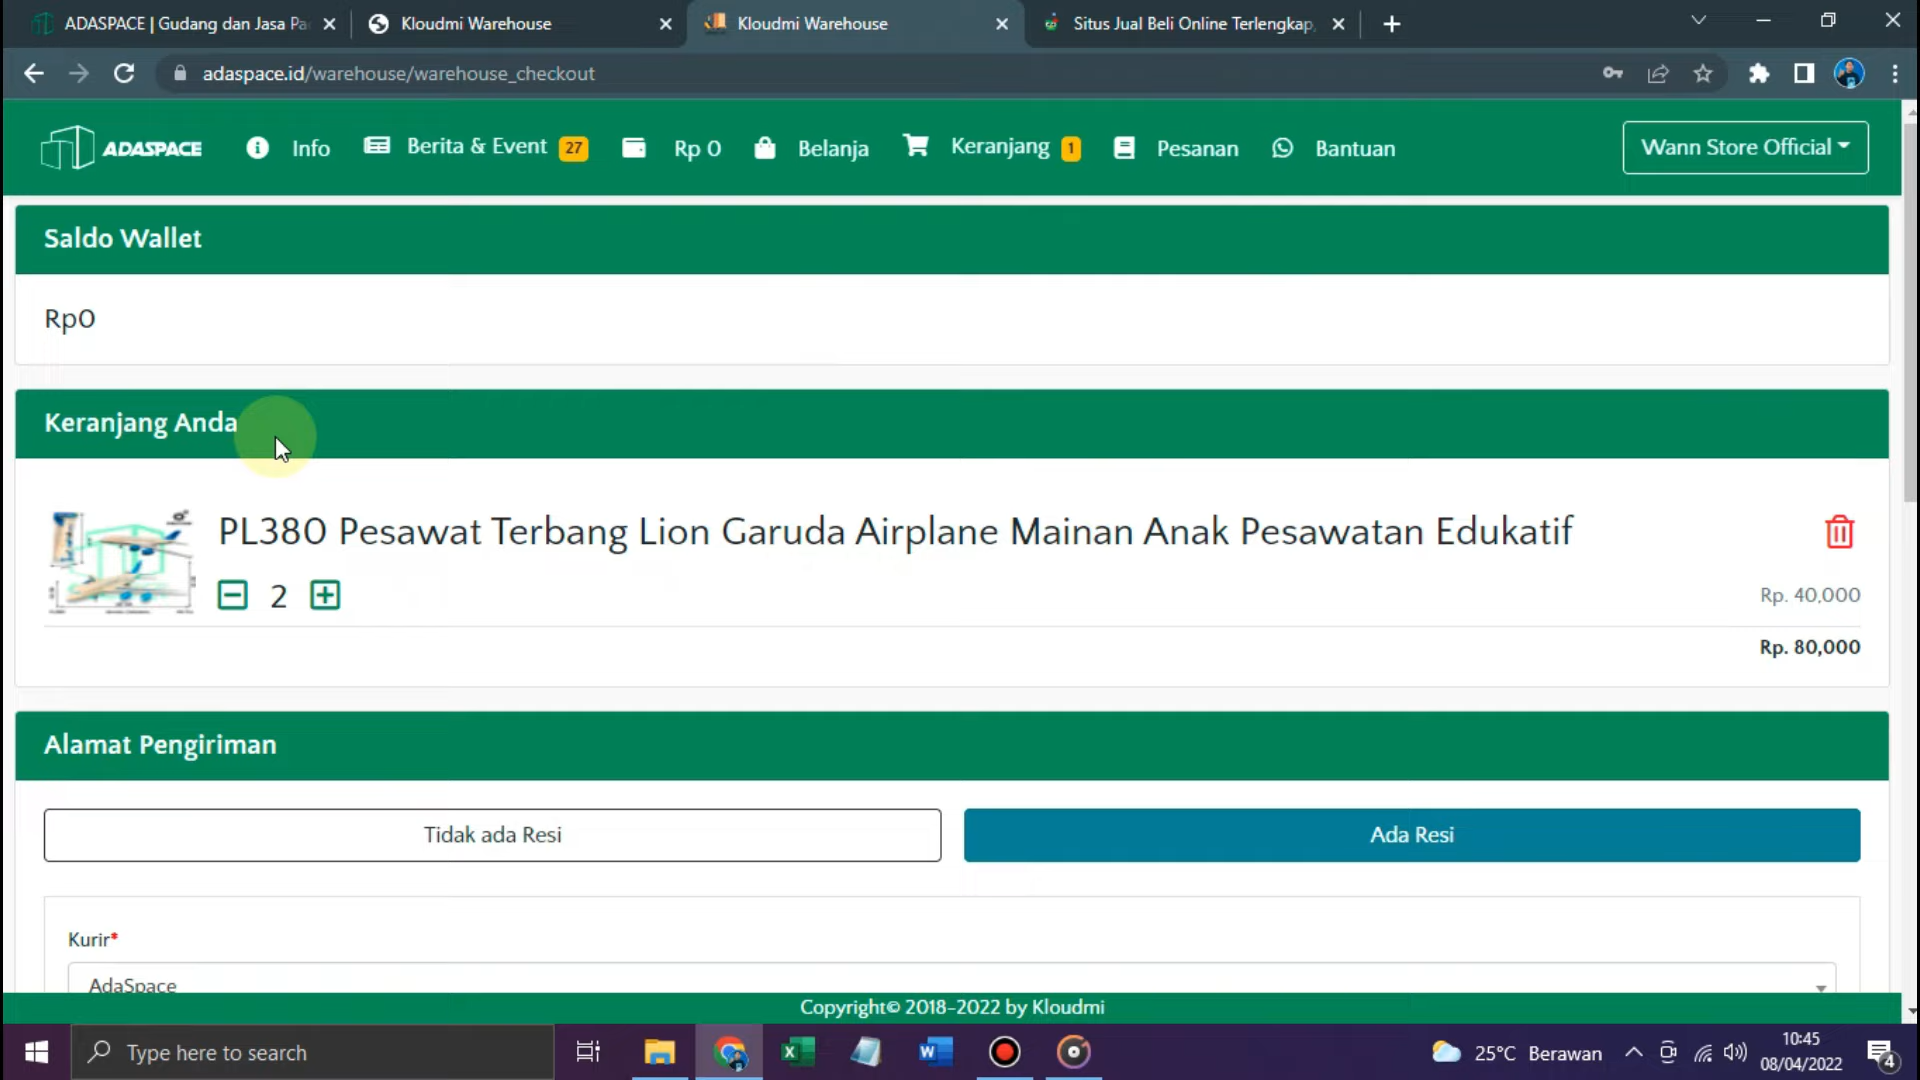 ADASPACE | Gudang dan Jasa Pa
Kloudmi Warehouse
Kloudmi Warehouse
Situs Jual Beli Online Terlengkap,
adaspace.id/warehouse/warehouse_checkout
ADASPACE
Info
Berita & Event 27
Rp 0
Belanja
Keranjang 1
Pesanan
Bantuan
Wann Store Official
Saldo Wallet
Rp0
Keranjang Anda
PL380 Pesawat Terbang Lion Garuda Airplane Mainan Anak Pesawatan Edukatif
2
Rp. 40,000
Rp. 80,000
Alamat Pengiriman
Tidak ada Resi
Ada Resi
Kurir*
AdaSpace
Copyright© 2018-2022 by Kloudmi
Type here to search
25°C Berawan
10:45
08/04/2022
4